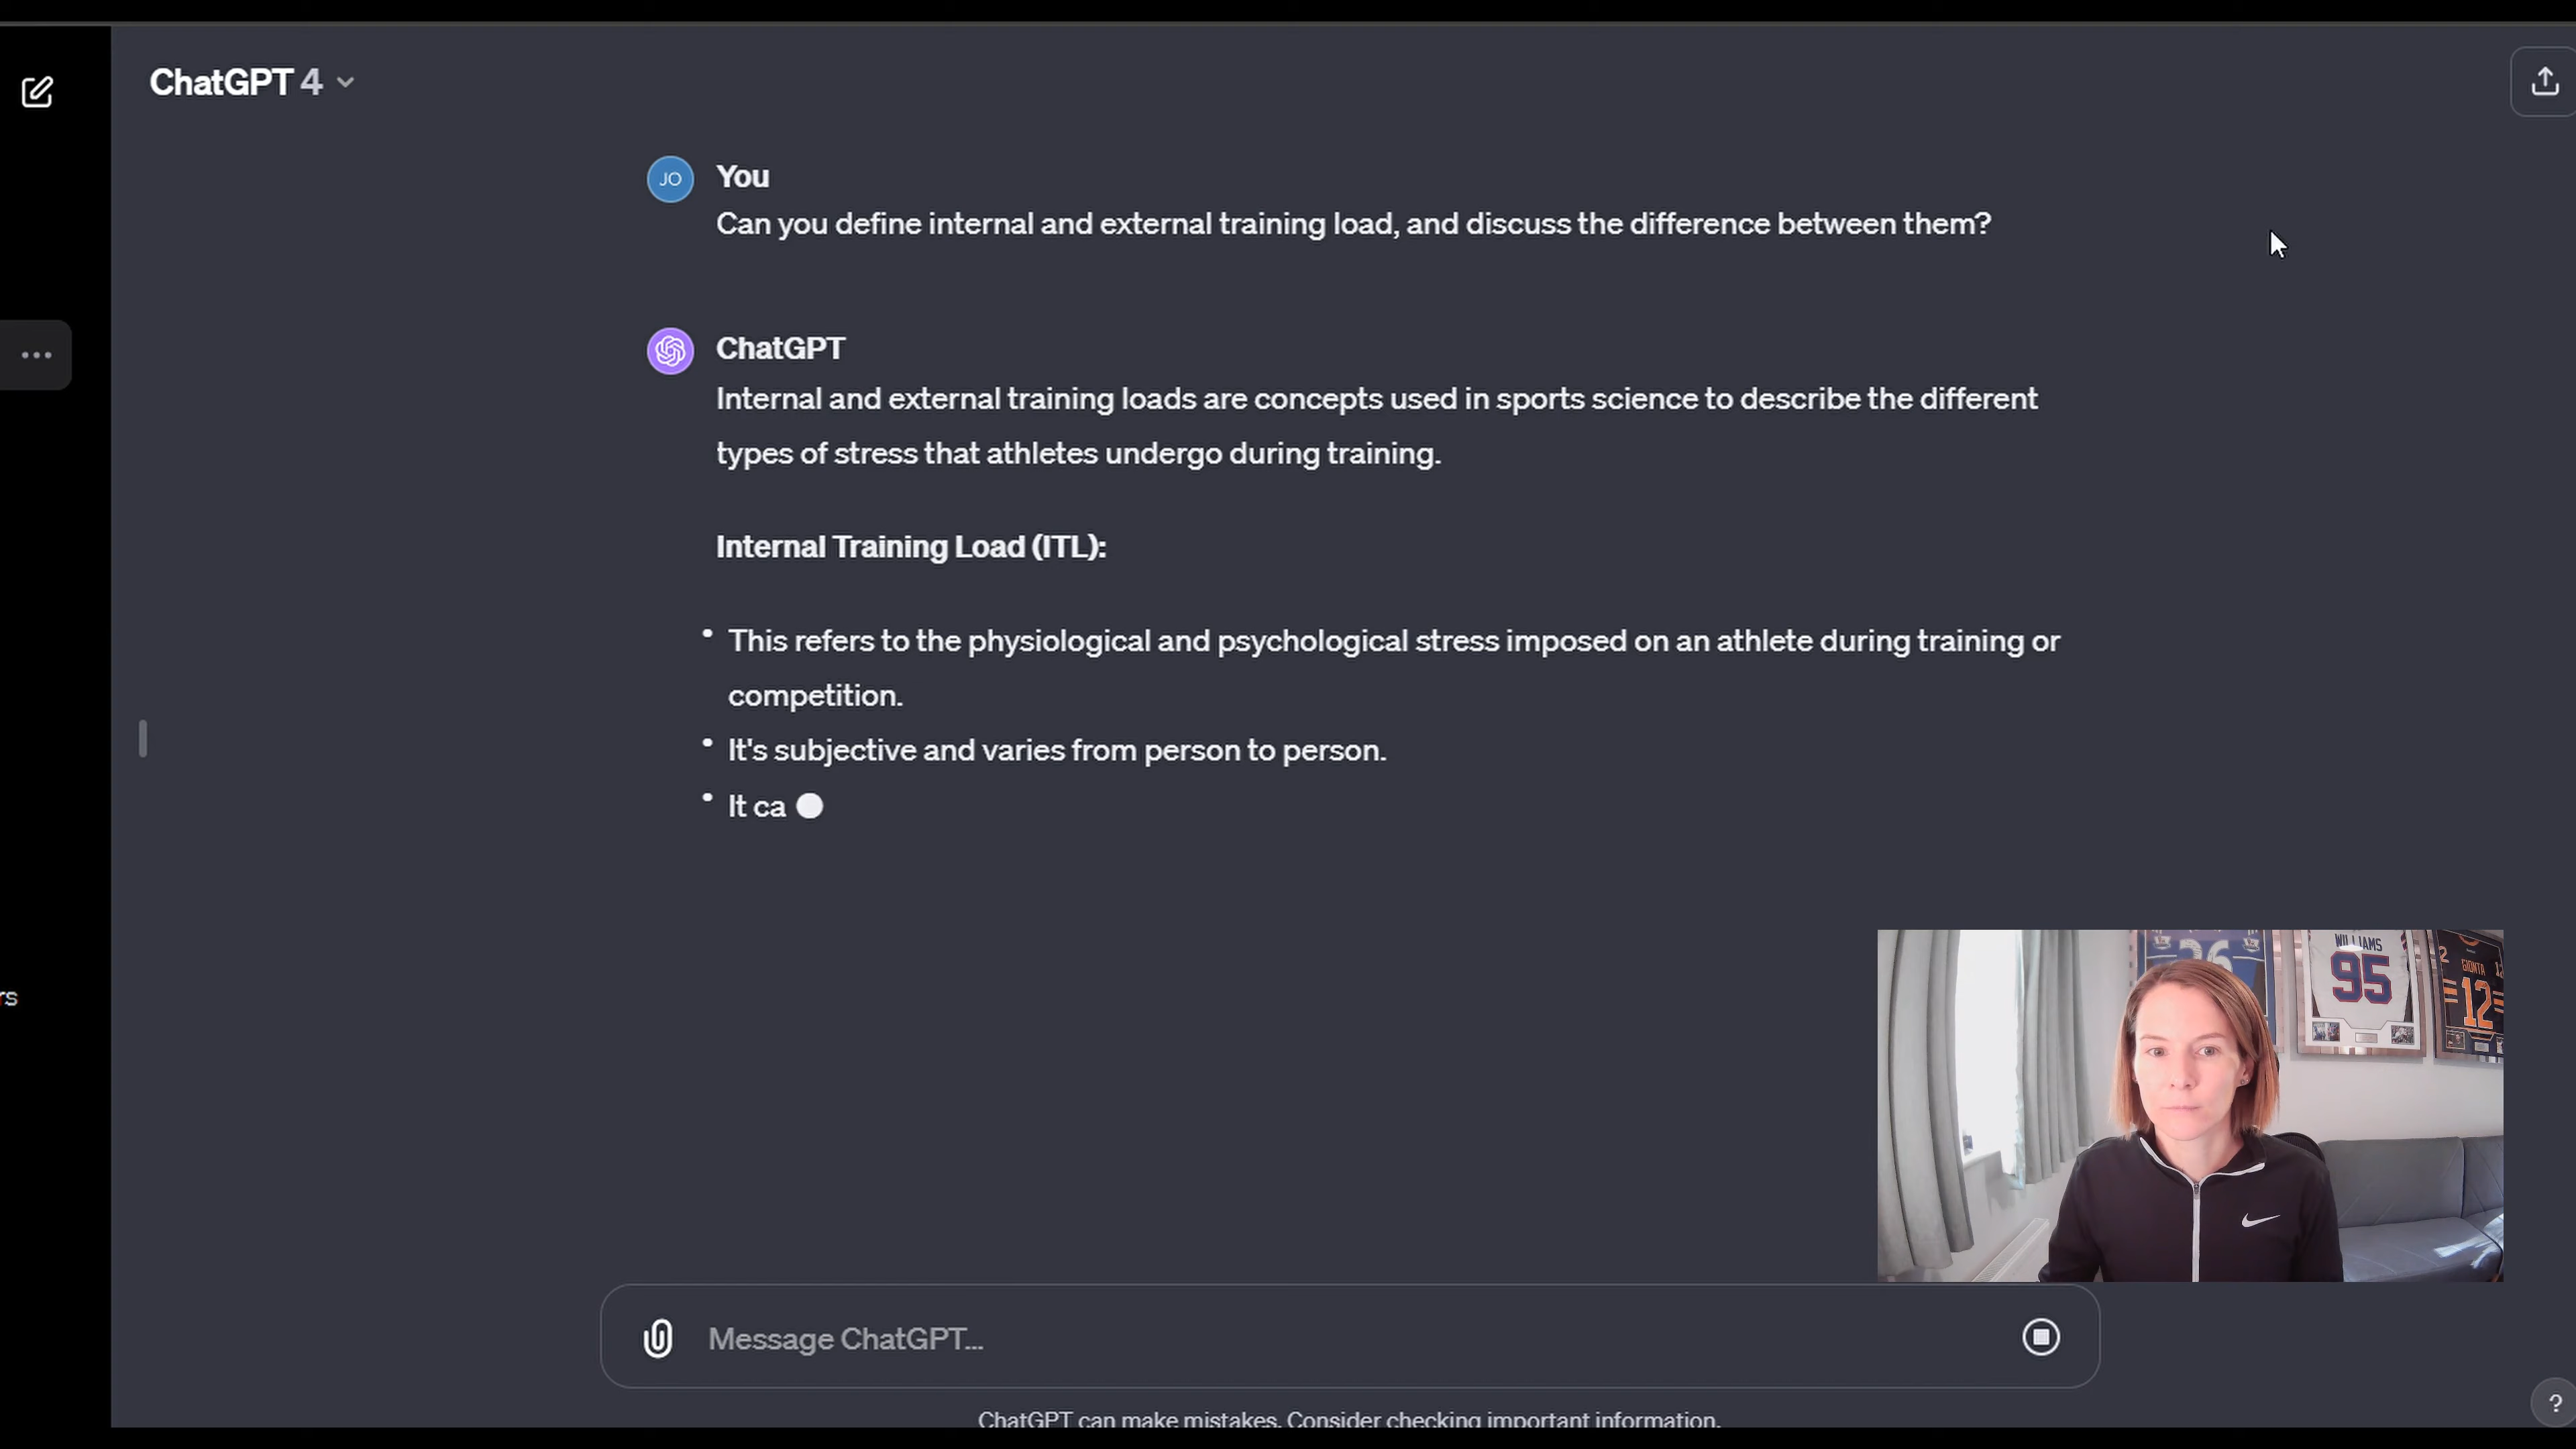 ChatGPT 4
JO
You
Can you define internal and external training load, and discuss the difference between them?
ChatGPT
Internal and external training loads are concepts used in sports science to describe the different
types of stress that athletes undergo during training.
Internal Training Load (ITL):
• This refers to the physiological and psychological stress imposed on an athlete during training or
competition.
• It's subjective and varies from person to person.
• It ca
rs
WILLIAMS
95
GIONTA
12
Message ChatGPT...
ChatGPT can make mistakes. Consider checking important information.
?